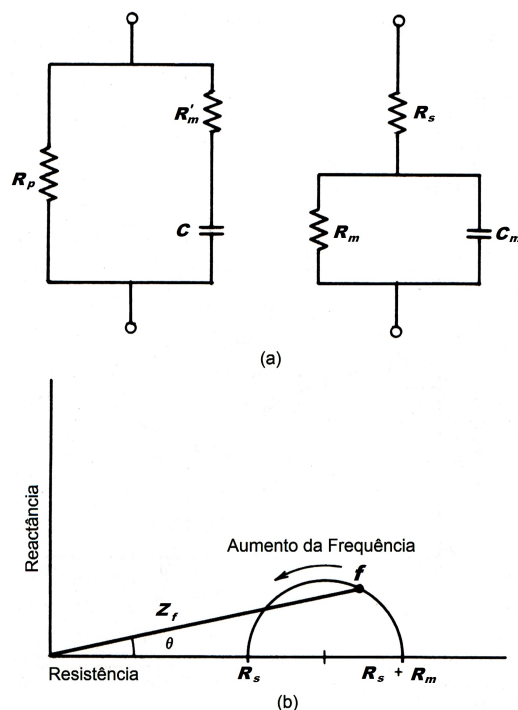 R'm
Rs
Rp
C
Rm
Cm
(a)
Reactância
Aumento da Frequência
f
Zf
θ
Resistência
Rs
Rs + Rm
(b)